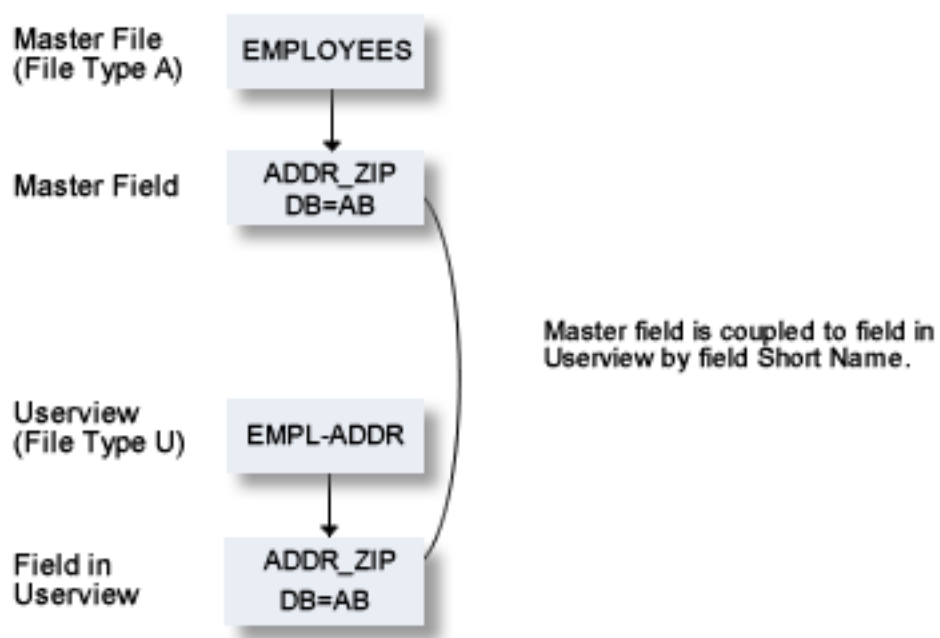 Master File
(File Type A)
EMPLOYEES
Master Field
ADDR_ZIP
DB=AB
Master field is coupled to field in
Userview by field Short Name.
Userview
(File Type U)
EMPL-ADDR
Field in
Userview
ADDR_ZIP
DB=AB